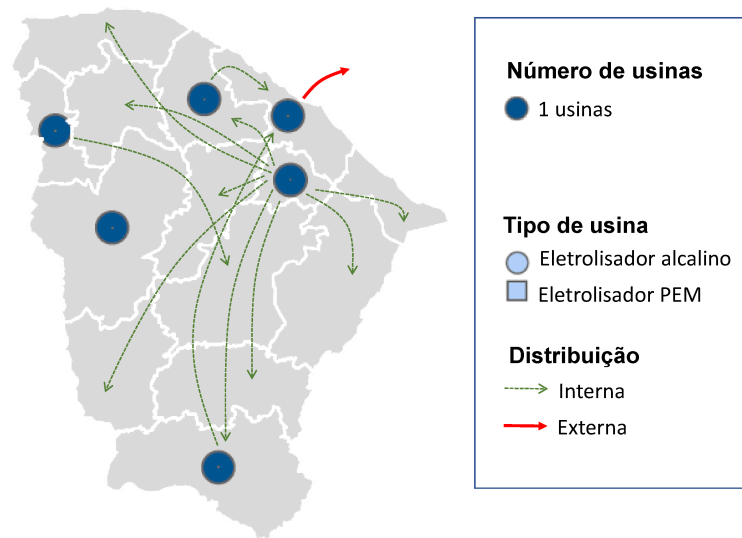 Número de usinas
1 usinas
Tipo de usina
Eletrolisador alcalino
Eletrolisador PEM
Distribuição
Interna
Externa